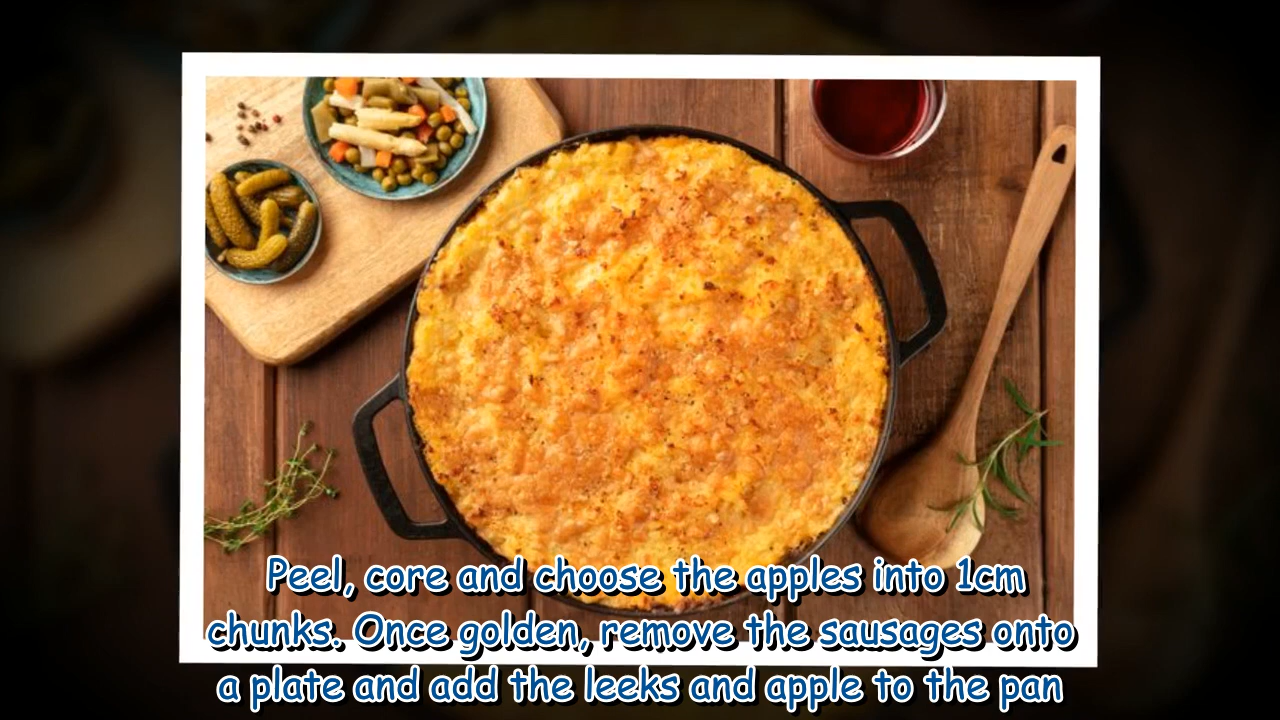 Peel, core and choose the apples into 1cm
chunks. Once golden, remove the sausages onto
a plate and add the leeks and apple to the pan